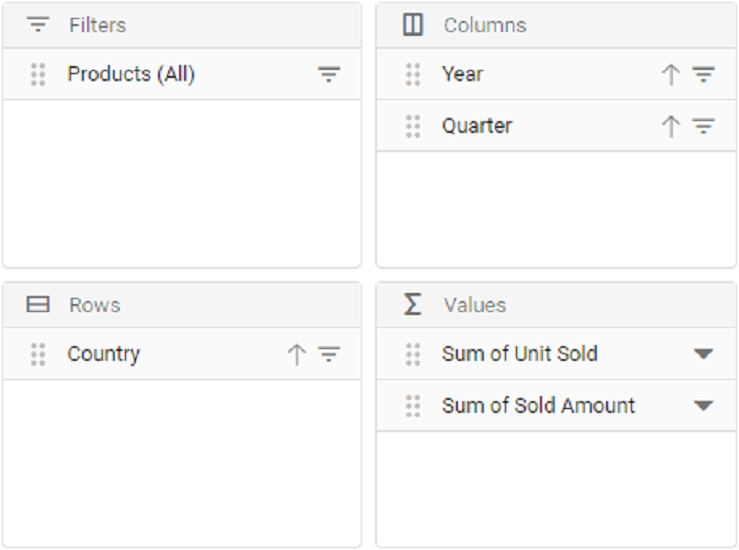 Filters
Products (All)
Columns
Year
Quarter
Rows
Country
Values
Sum of Unit Sold
Sum of Sold Amount